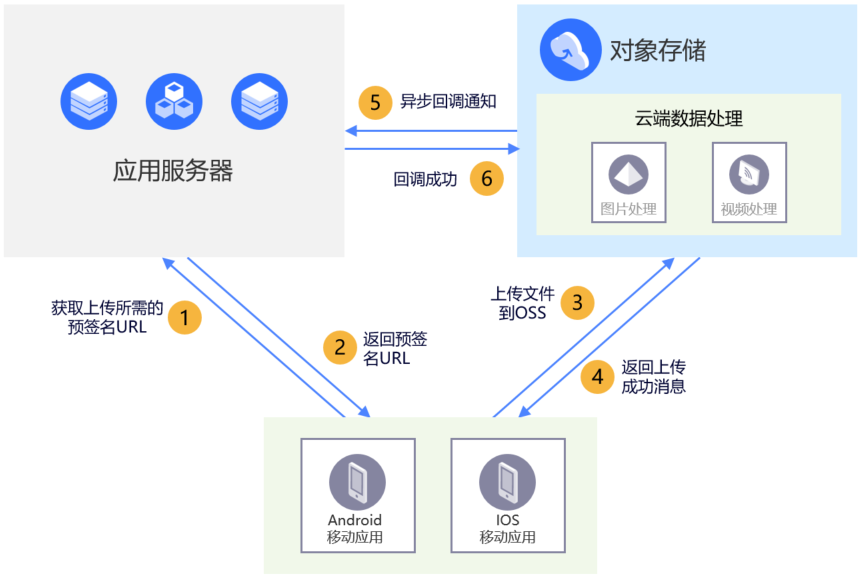 对象存储
云端数据处理
图片处理
视频处理
应用服务器
5 异步回调通知
回调成功 6
获取上传所需的
预签名URL
1
2
返回预签
名URL
上传文件
到OSS
3
4
返回上传
成功消息
Android
移动应用
IOS
移动应用